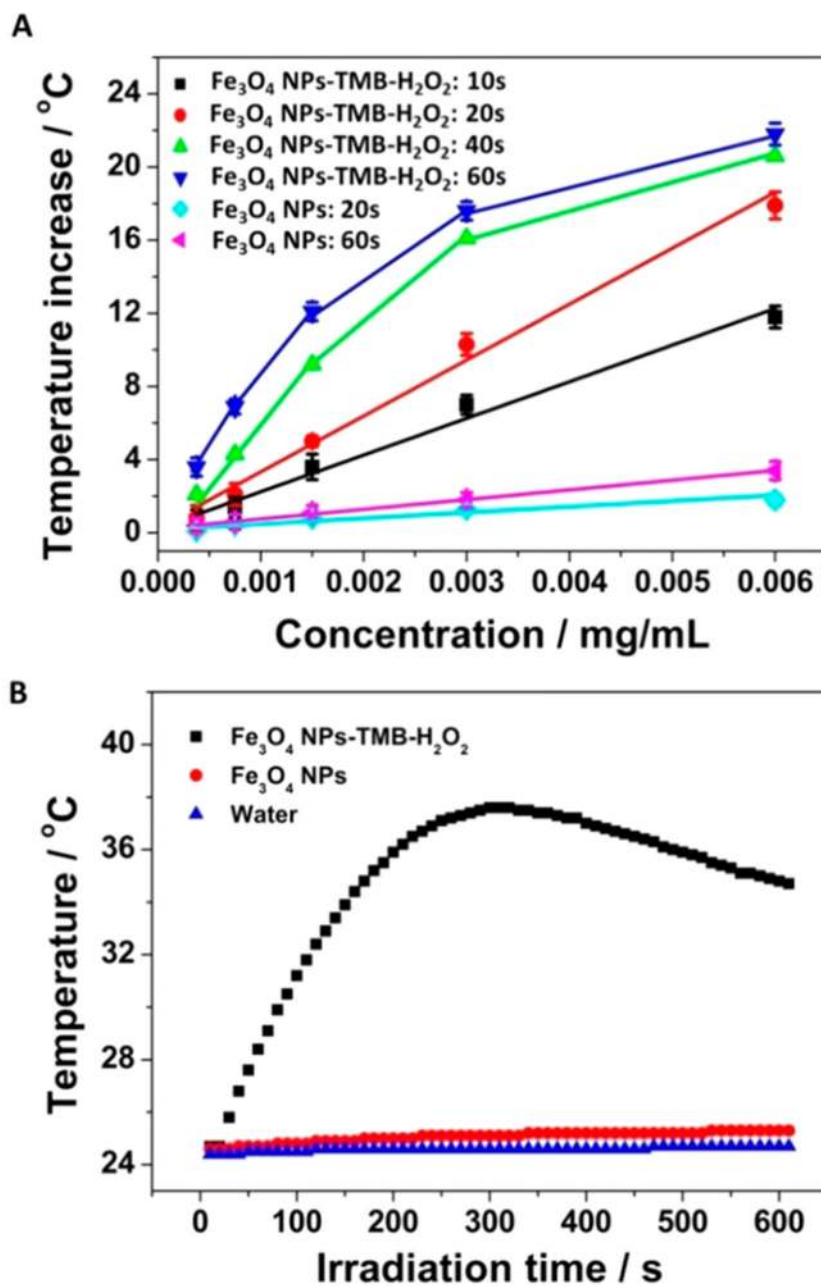 A
Fe₃O₄ NPs-TMB-H₂O₂: 10s
Fe₃O₄ NPs-TMB-H₂O₂: 20s
Fe₃O₄ NPs-TMB-H₂O₂: 40s
Fe₃O₄ NPs-TMB-H₂O₂: 60s
Fe₃O₄ NPs: 20s
Fe₃O₄ NPs: 60s
Temperature increase / °C
24
20
16
12
8
4
0
0.000 0.001 0.002 0.003 0.004 0.005 0.006
Concentration / mg/mL
B
Fe₃O₄ NPs-TMB-H₂O₂
Fe₃O₄ NPs
Water
Temperature / °C
40
36
32
28
24
0 100 200 300 400 500 600
Irradiation time / s